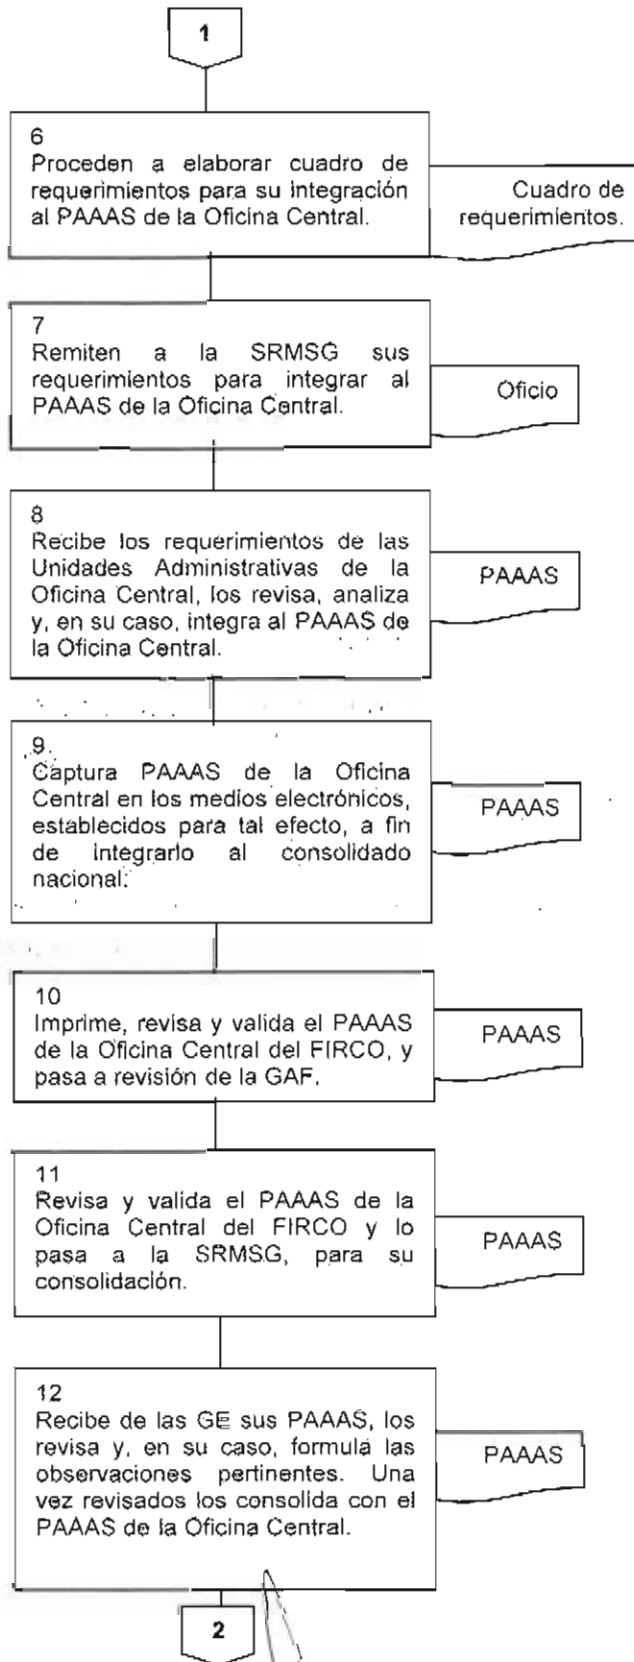 1
6
Proceden a elaborar cuadro de
requerimientos para su integración
al PAAAS de la Oficina Central.
Cuadro de
requerimientos.
7
Remiten a la SRMSG sus
requerimientos para integrar al
PAAAS de la Oficina Central.
Oficio
8
Recibe los requerimientos de las
Unidades Administrativas de la
Oficina Central, los revisa, analiza
y, en su caso, integra al PAAAS de
la Oficina Central.
PAAAS
9
Captura PAAAS de la Oficina
Central en los medios electrónicos,
establecidos para tal efecto, a fin
de integrarlo al consolidado
nacional.
PAAAS
10
Imprime, revisa y valida el PAAAS
de la Oficina Central del FIRCO, y
pasa a revisión de la GAF.
PAAAS
11
Revisa y valida el PAAAS de la
Oficina Central del FIRCO y lo
pasa a la SRMSG, para su
consolidación.
PAAAS
12
Recibe de las GE sus PAAAS, los
revisa y, en su caso, formula las
observaciones pertinentes. Una
vez revisados los consolida con el
PAAAS de la Oficina Central.
PAAAS
2